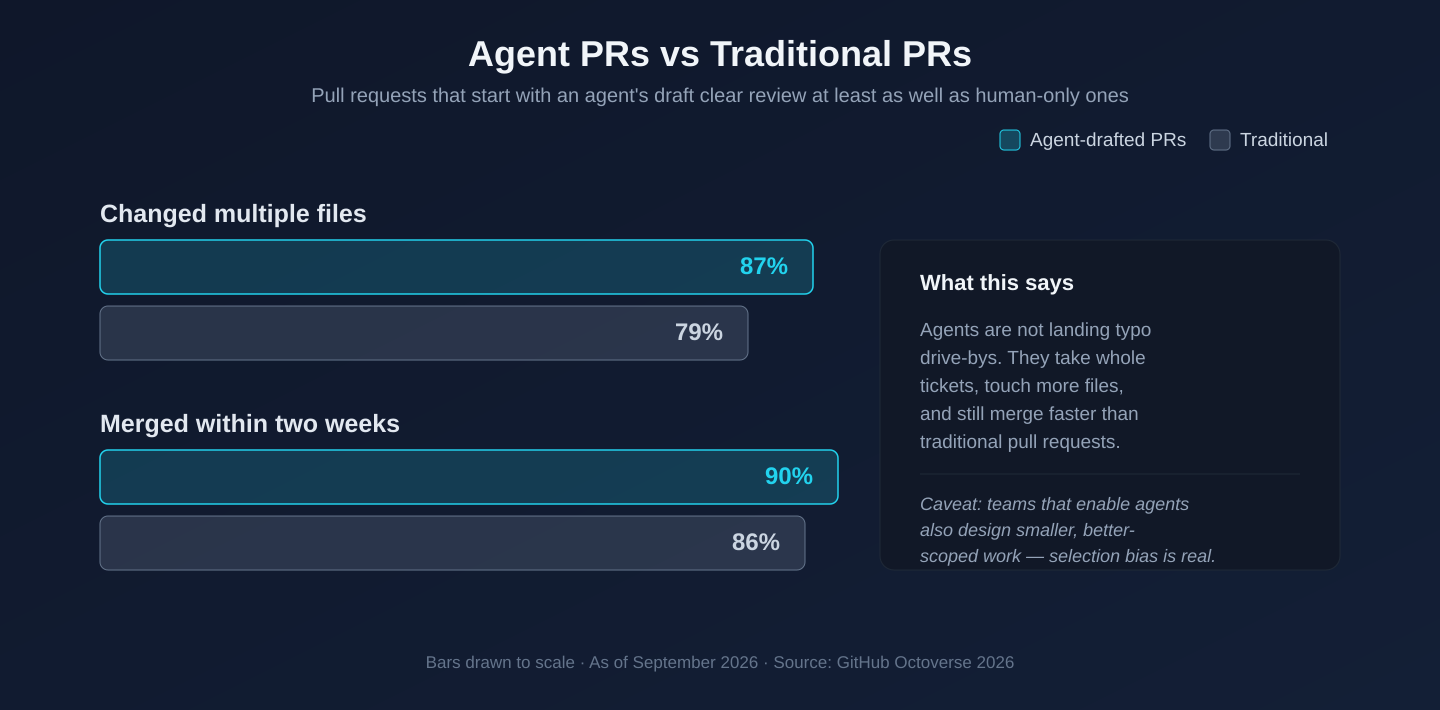 Agent PRs vs Traditional PRs
Pull requests that start with an agent's draft clear review at least as well as human-only ones
Agent-drafted PRs
Traditional
Changed multiple files
87%
79%
Merged within two weeks
90%
86%
What this says
Agents are not landing typo
drive-bys. They take whole
tickets, touch more files,
and still merge faster than
traditional pull requests.
Caveat: teams that enable agents
also design smaller, better-
scoped work — selection bias is real.
Bars drawn to scale · As of September 2026 · Source: GitHub Octoverse 2026